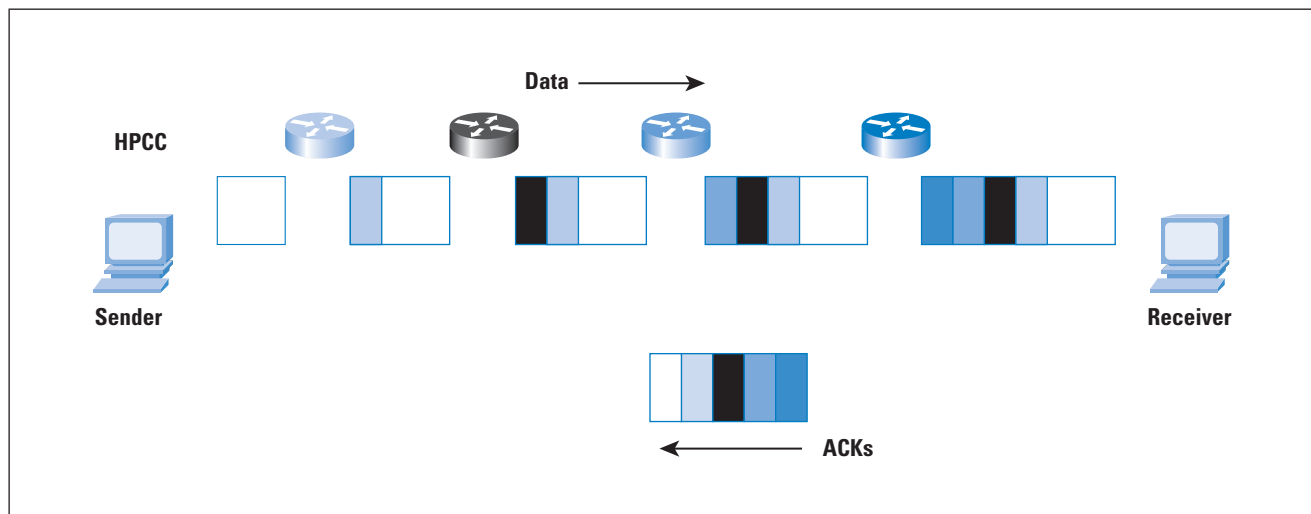 Data
HPCC
Sender
Receiver
ACKs